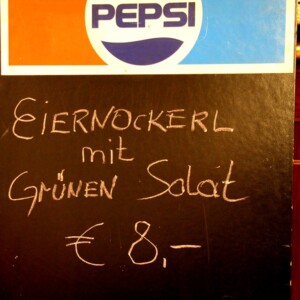 PEPSI
EIERNOCKERL
mit
GRÜNEN Salat
€ 8,-